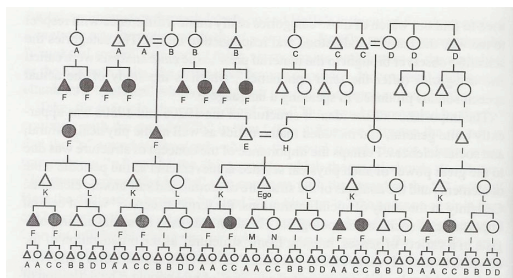 A A A B B B C C C D D D
F F F F F F F F I I I I I I I I
F F E H I I
K L K L K Ego L K L K L
F F I I F F I I F F M N I I F F I I F F I I
A A C C B B D D A A C C B B D D A A C C A A C C B B D D A A C C B B D D A A C C B B D D